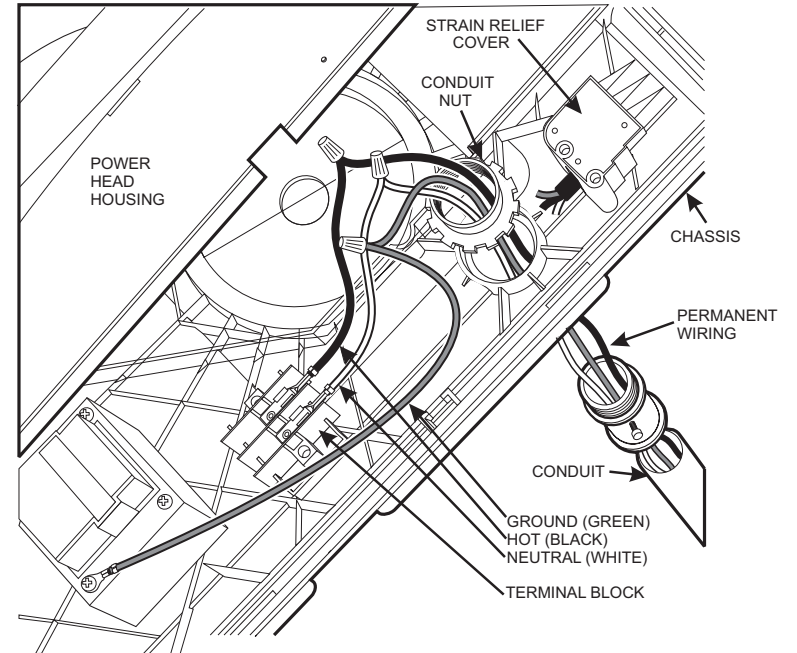 STRAIN RELIEF
COVER
CONDUIT
NUT
POWER
HEAD
HOUSING
CHASSIS
PERMANENT
WIRING
CONDUIT
GROUND (GREEN)
HOT (BLACK)
NEUTRAL (WHITE)
TERMINAL BLOCK